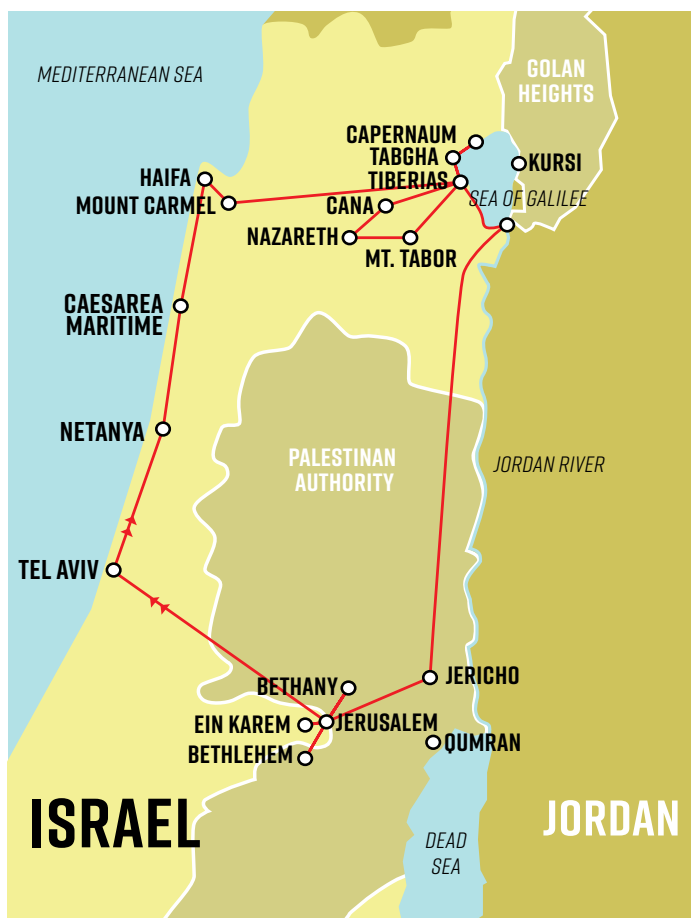 MEDITERRANEAN SEA
GOLAN
HEIGHTS
CAPERNAUM
TABGHA
KURSI
HAIFA
TIBERIAS
SEA OF GALILEE
MOUNT CARMEL
CANA
NAZARETH
MT. TABOR
CAESAREA
MARITIME
NETANYA
PALESTINAN
AUTHORITY
JORDAN RIVER
TEL AVIV
BETHANY
JERICHO
EIN KAREM
JERUSALEM
BETHLEHEM
QUMRAN
ISRAEL
JORDAN
DEAD
SEA